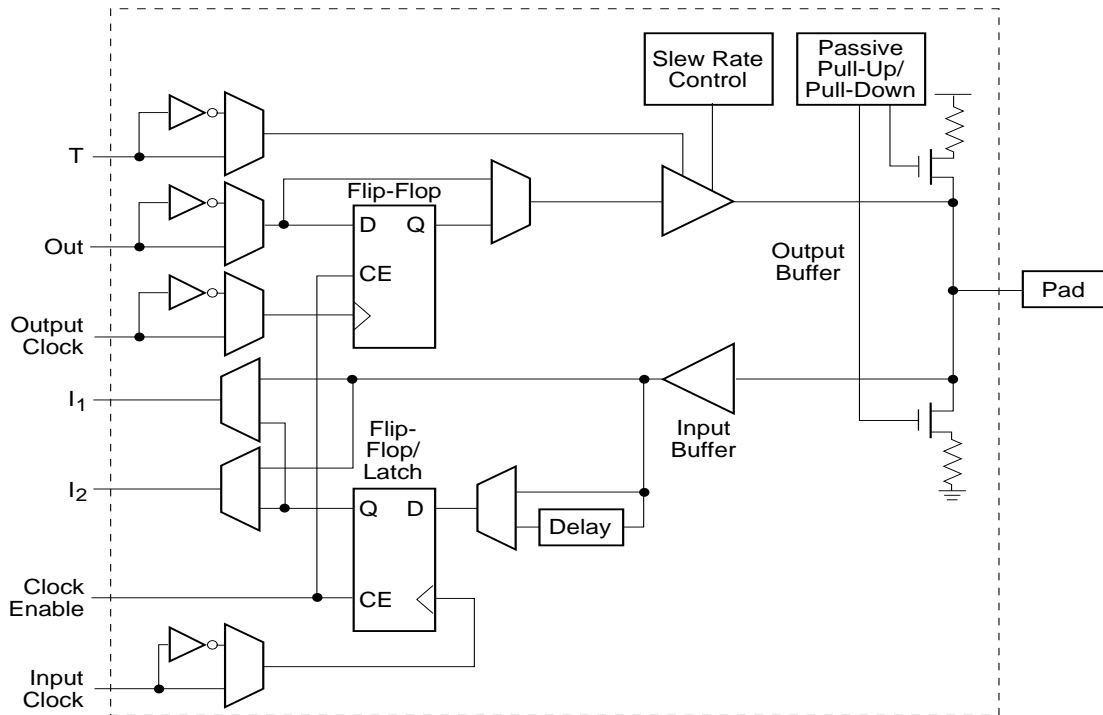 Slew Rate
Control
Passive
Pull-Up/
Pull-Down
T
Flip-Flop
D Q
Out
CE
Output
Buffer
Pad
Output
Clock
I1
Input
Buffer
Flip-
Flop/
Latch
I2
Q D
Delay
Clock
Enable
CE
Input
Clock